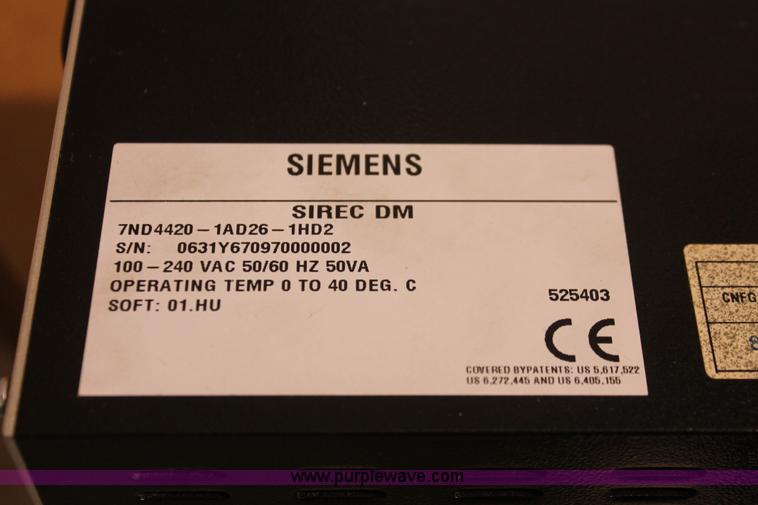 SIEMENS
SIREC DM
7ND4420-1AD26-1HD2
S/N: 0631Y670970000002
100-240 VAC 50/60 HZ 50VA
OPERATING TEMP 0 TO 40 DEG. C
SOFT: 01.HU
525403
CE
COVERED BYPATENTS: US 5,617,522
US 6,272,445 AND US 6,405,155
CNFG
www.purplewave.com